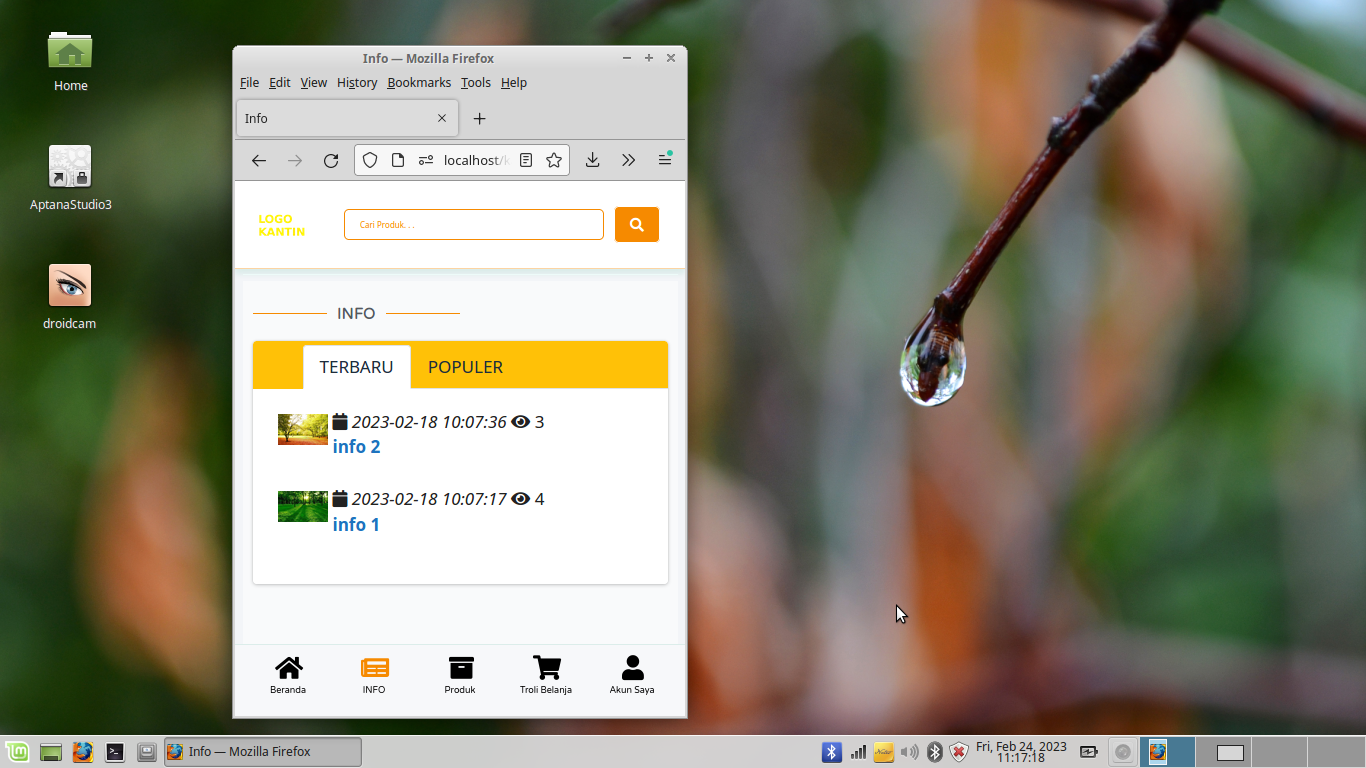 Home
AptanaStudio3
droidcam
Info — Mozilla Firefox
File Edit View History Bookmarks Tools Help
Info
localhost/
LOGO
KANTIN
Cari Produk. . .
INFO
TERBARU POPULER
2023-02-18 10:07:36 3
info 2
2023-02-18 10:07:17 4
info 1
Beranda INFO Produk Troli Belanja Akun Saya
Info — Mozilla Firefox
Fri, Feb 24, 2023
11:17:18